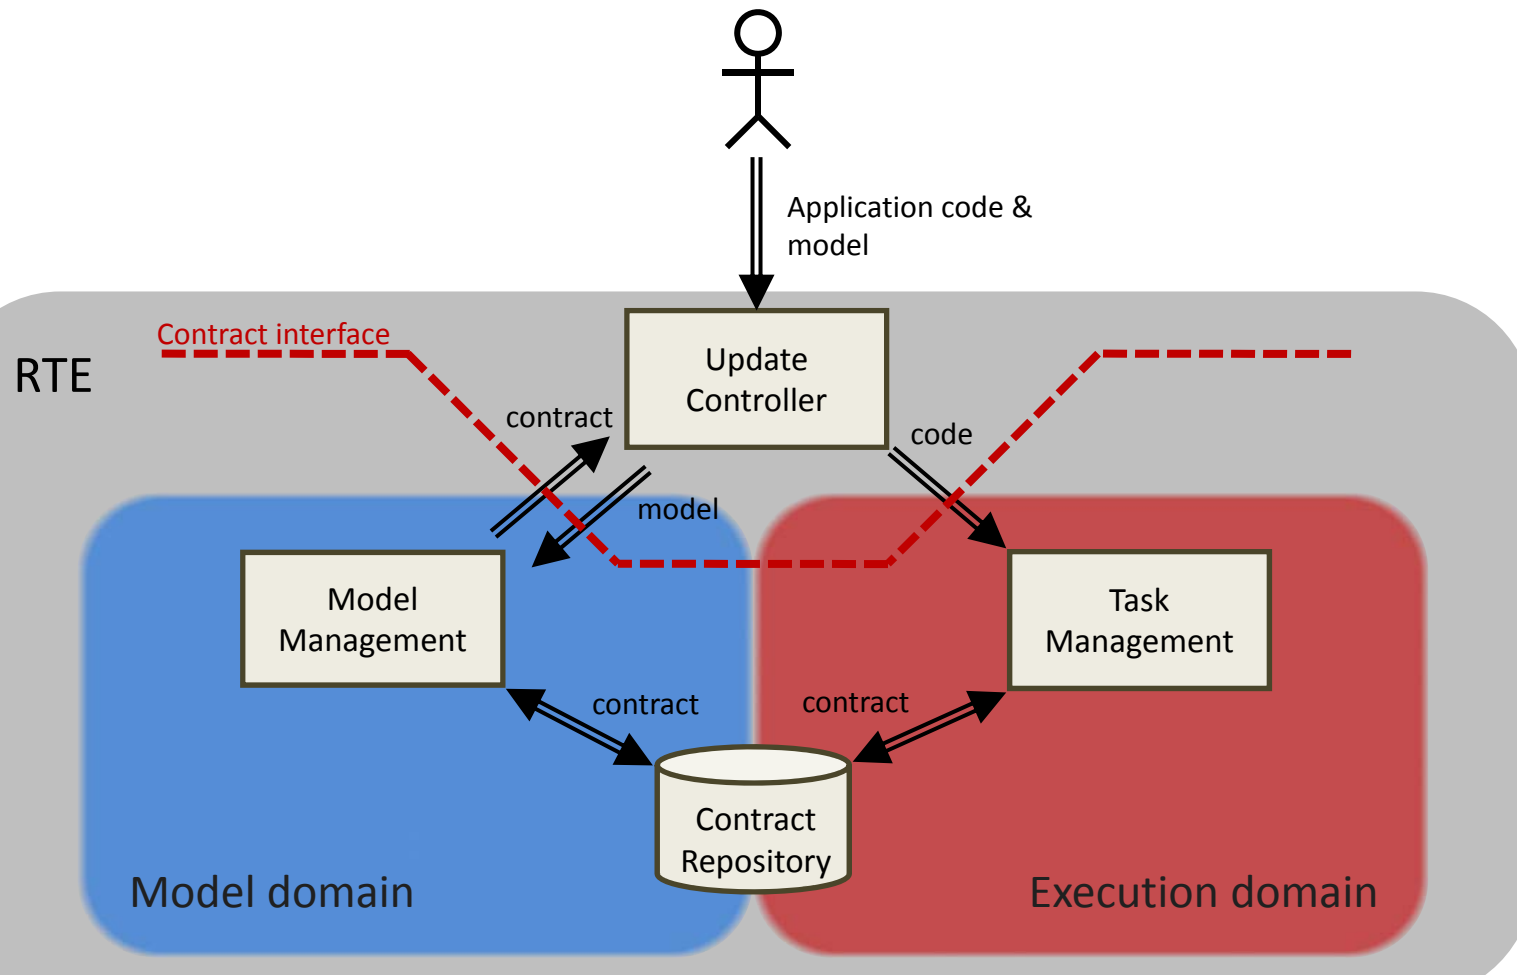 Application code &
model
Contract interface
RTE
Update
Controller
contract
code
model
Model
Management
Task
Management
contract
contract
Contract
Repository
Model domain
Execution domain